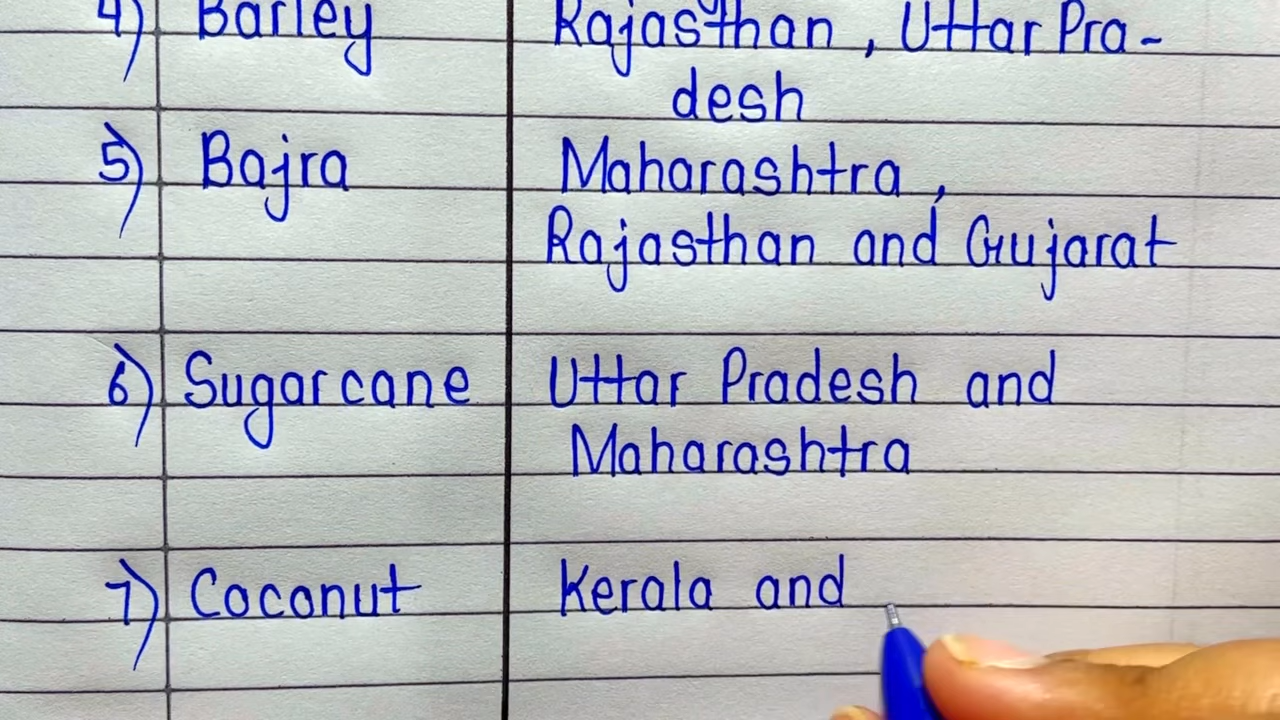 4) Barley Rajasthan, Uttar Pra-
desh
5) Bajra Maharashtra,
Rajasthan and Gujarat
6) Sugarcane Uttar Pradesh and
Maharashtra
7) Coconut Kerala and